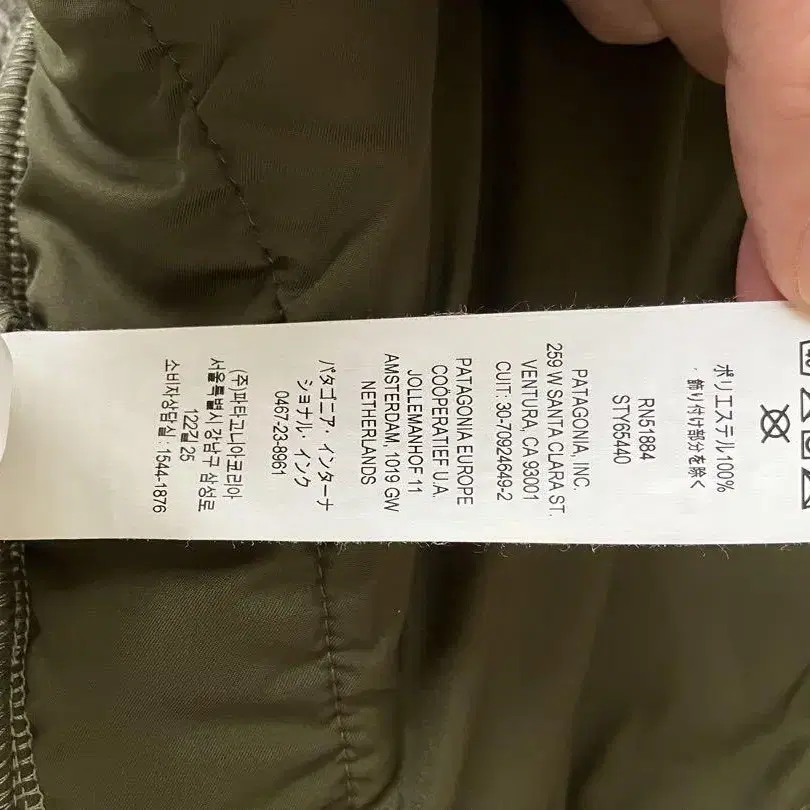 ポリエステル100%
・飾り付け部分を除く
RN51884
STY65440
PATAGONIA, INC.
259 W SANTA CLARA ST.
VENTURA, CA 93001
CUIT: 30-70924649-2
PATAGONIA EUROPE
COÖPERATIEF U.A.
JOLLEMANHOF 11
AMSTERDAM, 1019 GW
NETHERLANDS
パタゴニア・インターナ
ショナル・インク
0467-23-8961
(주)파타고니아코리아
서울특별시 강남구 삼성로
122길 25
소비자상담실 : 1544-1876